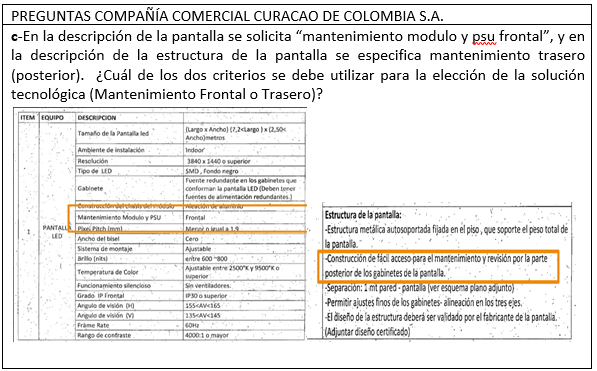 PREGUNTAS COMPAÑÍA COMERCIAL CURACAO DE COLOMBIA S.A.
c-En la descripción de la pantalla se solicita “mantenimiento modulo y psu frontal”, y en
la descripción de la estructura de la pantalla se especifica mantenimiento trasero
(posterior). ¿Cuál de los dos criterios se debe utilizar para la elección de la solución
tecnológica (Mantenimiento Frontal o Trasero)?
ITEM EQUIPO DESCRIPCION
Tamaño de la Pantalla led (Largo x Ancho) (7,2<Largo ) x (2,50<
Ancho)metros
Ambiente de instalación Indoor
Resolución 3840 x 1440 o superior
Tipo de LED SMD , Fondo negro
Gabinete Fuente redundante en los gabinetes que
conforman la pantalla LED (Deben tener
fuentes de alimentación redundantes.)
Construcción del chasis del modulo Aleación de aluminio
1 PANTALLA LED
Mantenimiento Modulo y PSU Frontal
Pixel Pitch (mm) Menor o igual a 1.9
Ancho del bisel Cero
Sistema de montaje Ajustable
Brillo (nits) entre 600 ~800
Temperatura de Color Ajustable entre 2500°K y 9500°K o
superior
Funcionamiento silencioso Sin ventiladores.
Grado IP Frontal IP30 o superior
Angulo de visión (H) 155<AV<165
Angulo de visión (V) 135<AV<145
Fráme Rate 60Hz
Rango de contraste 4000:1 o mayor
Estructura de la pantalla:
-Estructura metálica autosoportada fijada en el piso , que soporte el peso total de
la pantalla.
-Construcción de fácil acceso para el mantenimiento y revisión por la parte
posterior de los gabinetes de la pantalla.
-Separación: 1 mt pared - pantalla (ver esquema plano adjunto)
-Permitir ajustes finos de los gabinetes- alineación en los tres ejes.
-El diseño de la estructura deberá ser validado por el fabricante de la pantalla.
(Adjuntar diseño certificado)